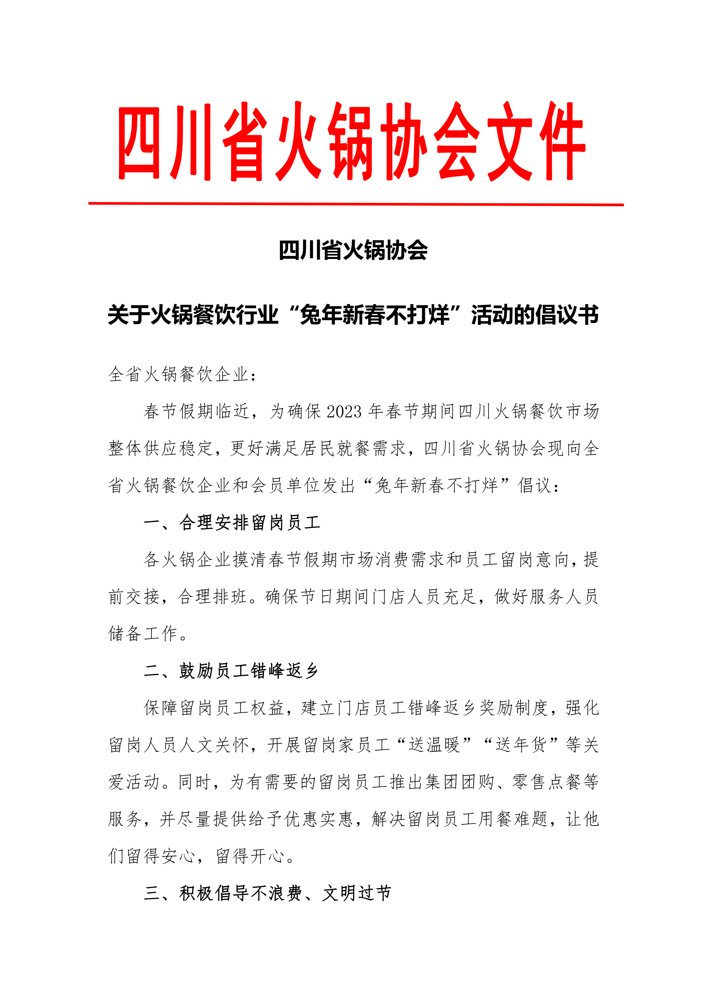 四川省火锅协会文件
四川省火锅协会
关于火锅餐饮行业“兔年新春不打烊”活动的倡议书
全省火锅餐饮企业：
春节假期临近，为确保 2023 年春节期间四川火锅餐饮市场
整体供应稳定，更好满足居民就餐需求，四川省火锅协会现向全
省火锅餐饮企业和会员单位发出“兔年新春不打烊”倡议：
一、合理安排留岗员工
各火锅企业摸清春节假期市场消费需求和员工留岗意向，提
前交接，合理排班。确保节日期间门店人员充足，做好服务人员
储备工作。
二、鼓励员工错峰返乡
保障留岗员工权益，建立门店员工错峰返乡奖励制度，强化
留岗人员人文关怀，开展留岗家员工“送温暖”“送年货”等关
爱活动。同时，为有需要的留岗员工推出集团团购、零售点餐等
服务，并尽量提供给予优惠实惠，解决留岗员工用餐难题，让他
们留得安心，留得开心。
三、积极倡导不浪费、文明过节